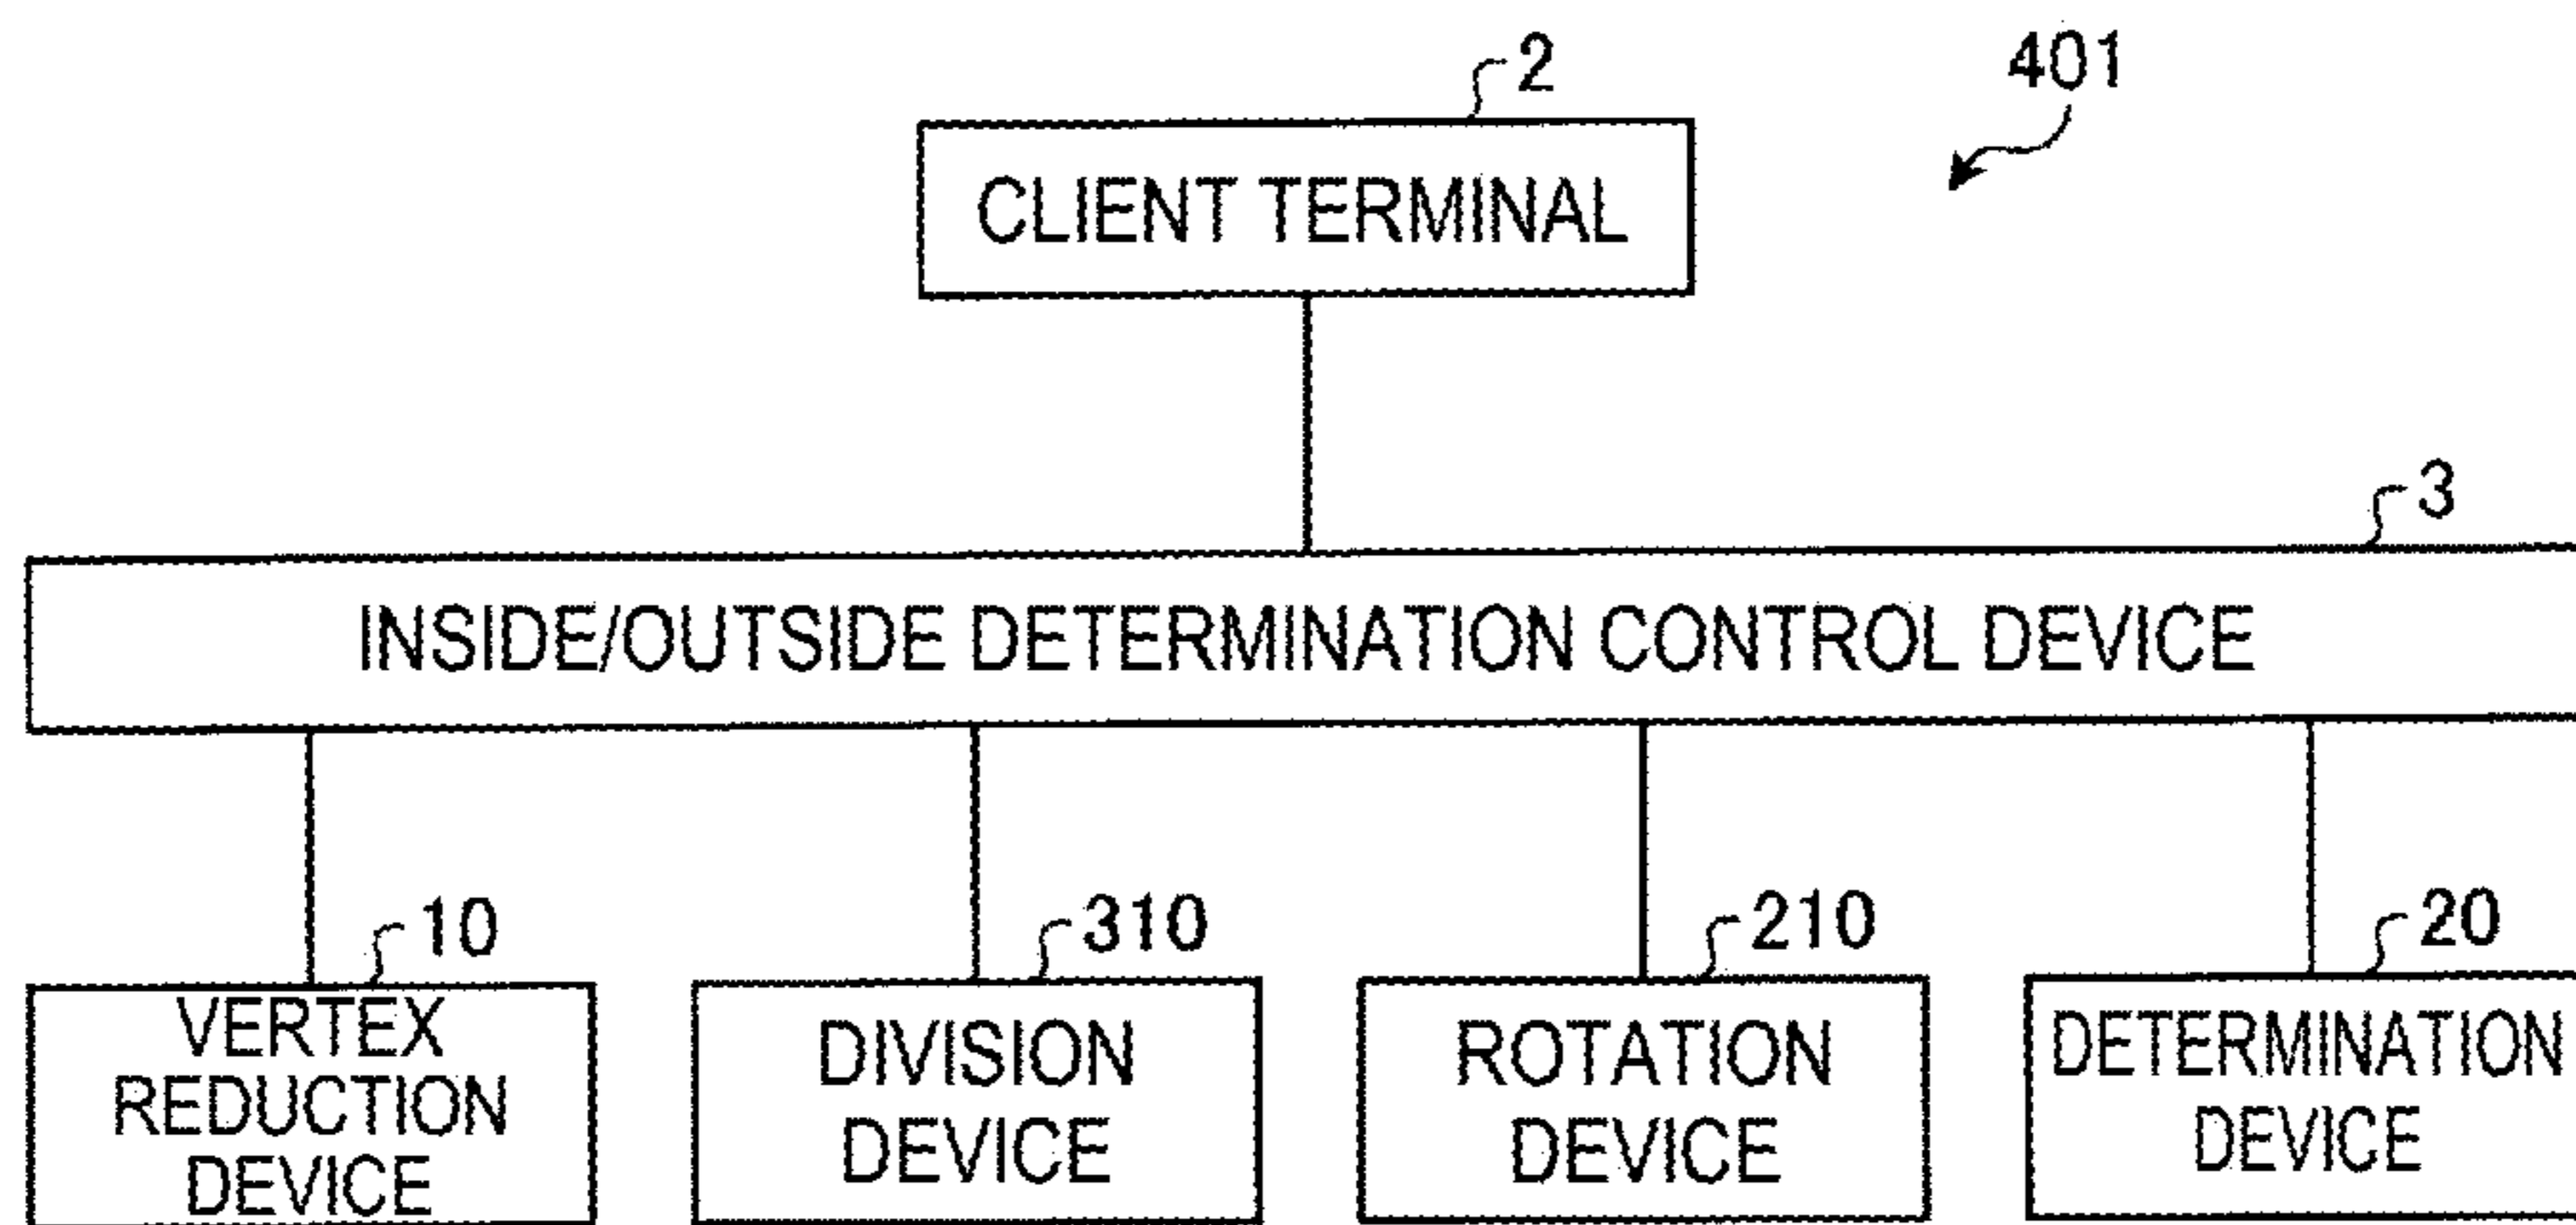 401
2
CLIENT TERMINAL
3
INSIDE/OUTSIDE DETERMINATION CONTROL DEVICE
10
VERTEX
REDUCTION
DEVICE
310
DIVISION
DEVICE
210
ROTATION
DEVICE
20
DETERMINATION
DEVICE